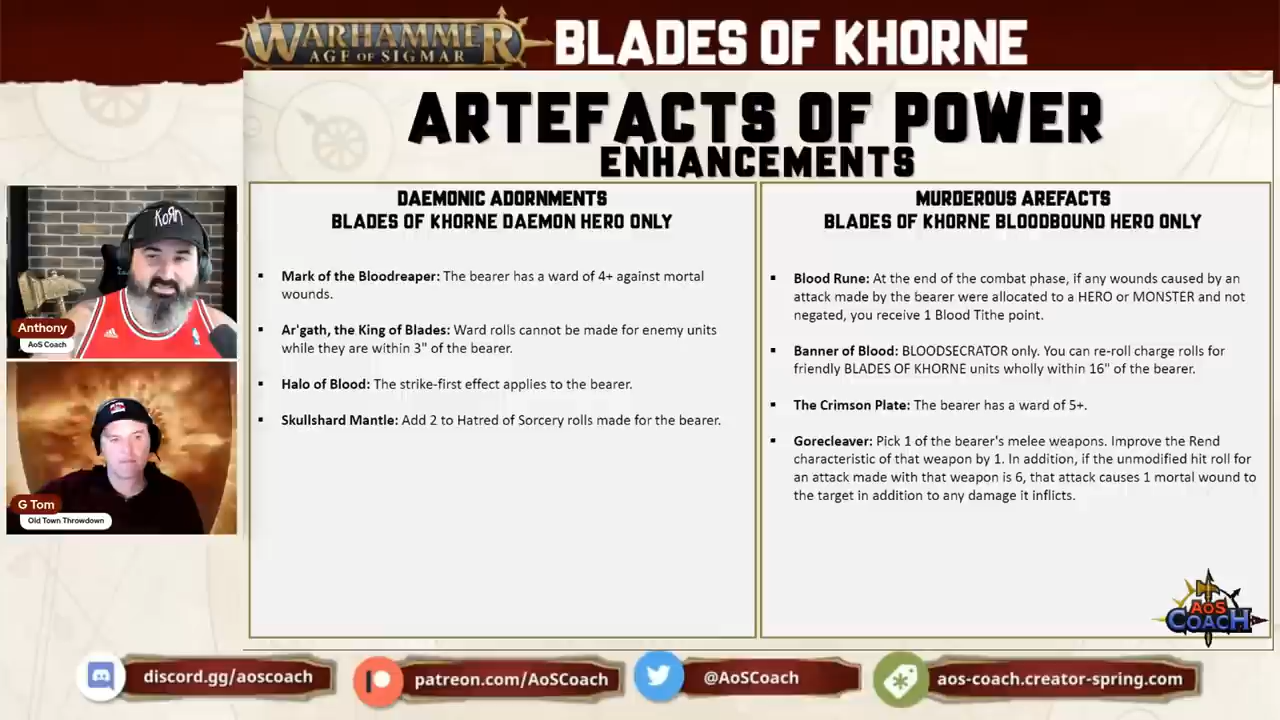 WARHAMMER
AGE OF SIGMAR
BLADES OF KHORNE
ARTEFACTS OF POWER
ENHANCEMENTS
DAEMONIC ADORNMENTS
BLADES OF KHORNE DAEMON HERO ONLY
▪ Mark of the Bloodreaper: The bearer has a ward of 4+ against mortal
wounds.
▪ Ar'gath, the King of Blades: Ward rolls cannot be made for enemy units
while they are within 3" of the bearer.
▪ Halo of Blood: The strike-first effect applies to the bearer.
▪ Skullshard Mantle: Add 2 to Hatred of Sorcery rolls made for the bearer.
MURDEROUS AREFACTS
BLADES OF KHORNE BLOODBOUND HERO ONLY
▪ Blood Rune: At the end of the combat phase, if any wounds caused by an
attack made by the bearer were allocated to a HERO or MONSTER and not
negated, you receive 1 Blood Tithe point.
▪ Banner of Blood: BLOODSECRATOR only. You can re-roll charge rolls for
friendly BLADES OF KHORNE units wholly within 16" of the bearer.
▪ The Crimson Plate: The bearer has a ward of 5+.
▪ Gorecleaver: Pick 1 of the bearer's melee weapons. Improve the Rend
characteristic of that weapon by 1. In addition, if the unmodified hit roll for
an attack made with that weapon is 6, that attack causes 1 mortal wound to
the target in addition to any damage it inflicts.
KoЯn
Anthony
AoS Coach
G Tom
Old Town Throwdown
AoS
COACH
discord.gg/aoscoach
patreon.com/AoSCoach
@AoSCoach
aos-coach.creator-spring.com